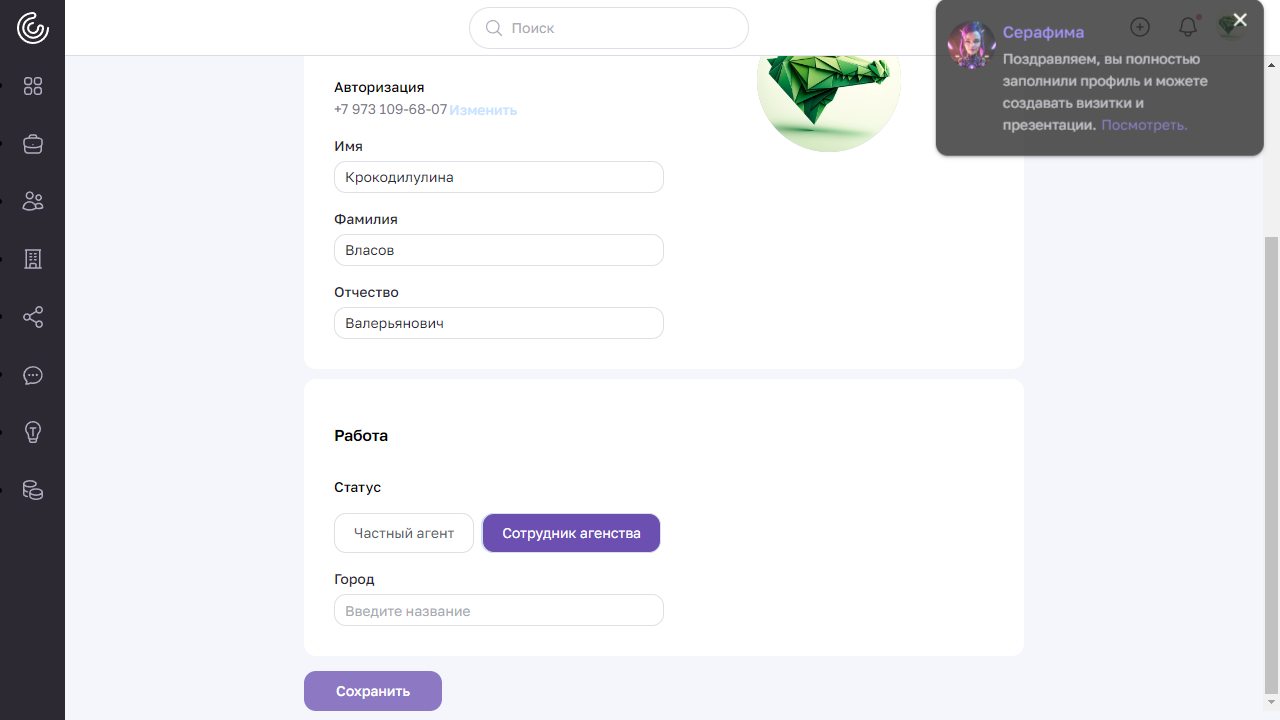 Поиск
Серафима
Поздравляем, вы полностью
заполнили профиль и можете
создавать визитки и
презентации. Посмотреть.
Авторизация
+7 973 109-68-07 Изменить
Имя
Крокодилулина
Фамилия
Власов
Отчество
Валерьянович
Работа
Статус
Частный агент
Сотрудник агенства
Город
Введите название
Сохранить